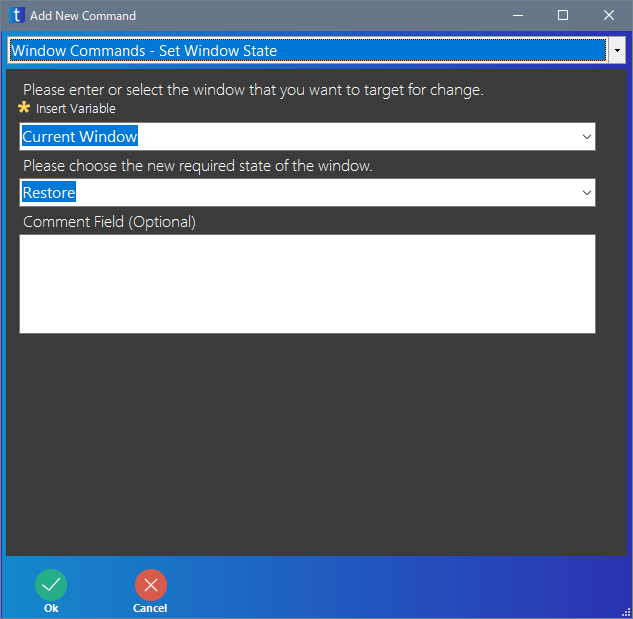 t Add New Command
Window Commands - Set Window State
Please enter or select the window that you want to target for change.
Insert Variable
Current Window
Please choose the new required state of the window.
Restore
Comment Field (Optional)
Ok Cancel